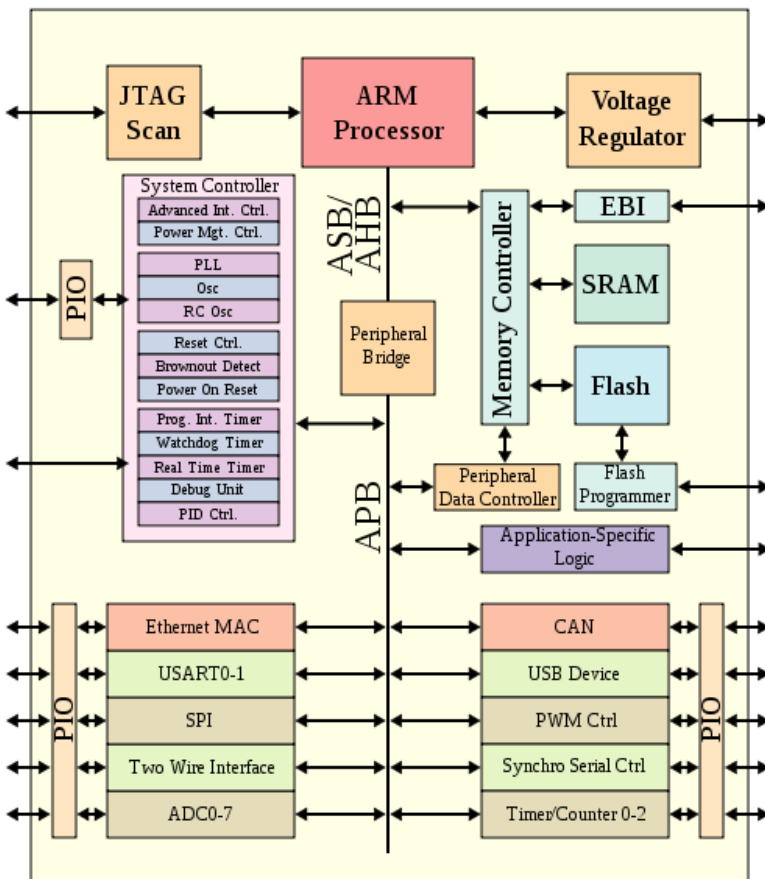 JTAG
Scan
ARM
Processor
Voltage
Regulator
System Controller
Advanced Int. Ctrl.
Power Mgt. Ctrl.
PLL
Osc
RC Osc
Reset Ctrl.
Brownout Detect
Power On Reset
Prog. Int. Timer
Watchdog Timer
Real Time Timer
Debug Unit
PID Ctrl.
PIO
ASB/
AHB
Peripheral
Bridge
APB
Memory Controller
EBI
SRAM
Flash
Peripheral
Data Controller
Flash
Programmer
Application-Specific
Logic
PIO
Ethernet MAC
USART0-1
SPI
Two Wire Interface
ADC0-7
CAN
USB Device
PWM Ctrl
Synchro Serial Ctrl
Timer/Counter 0-2
PIO